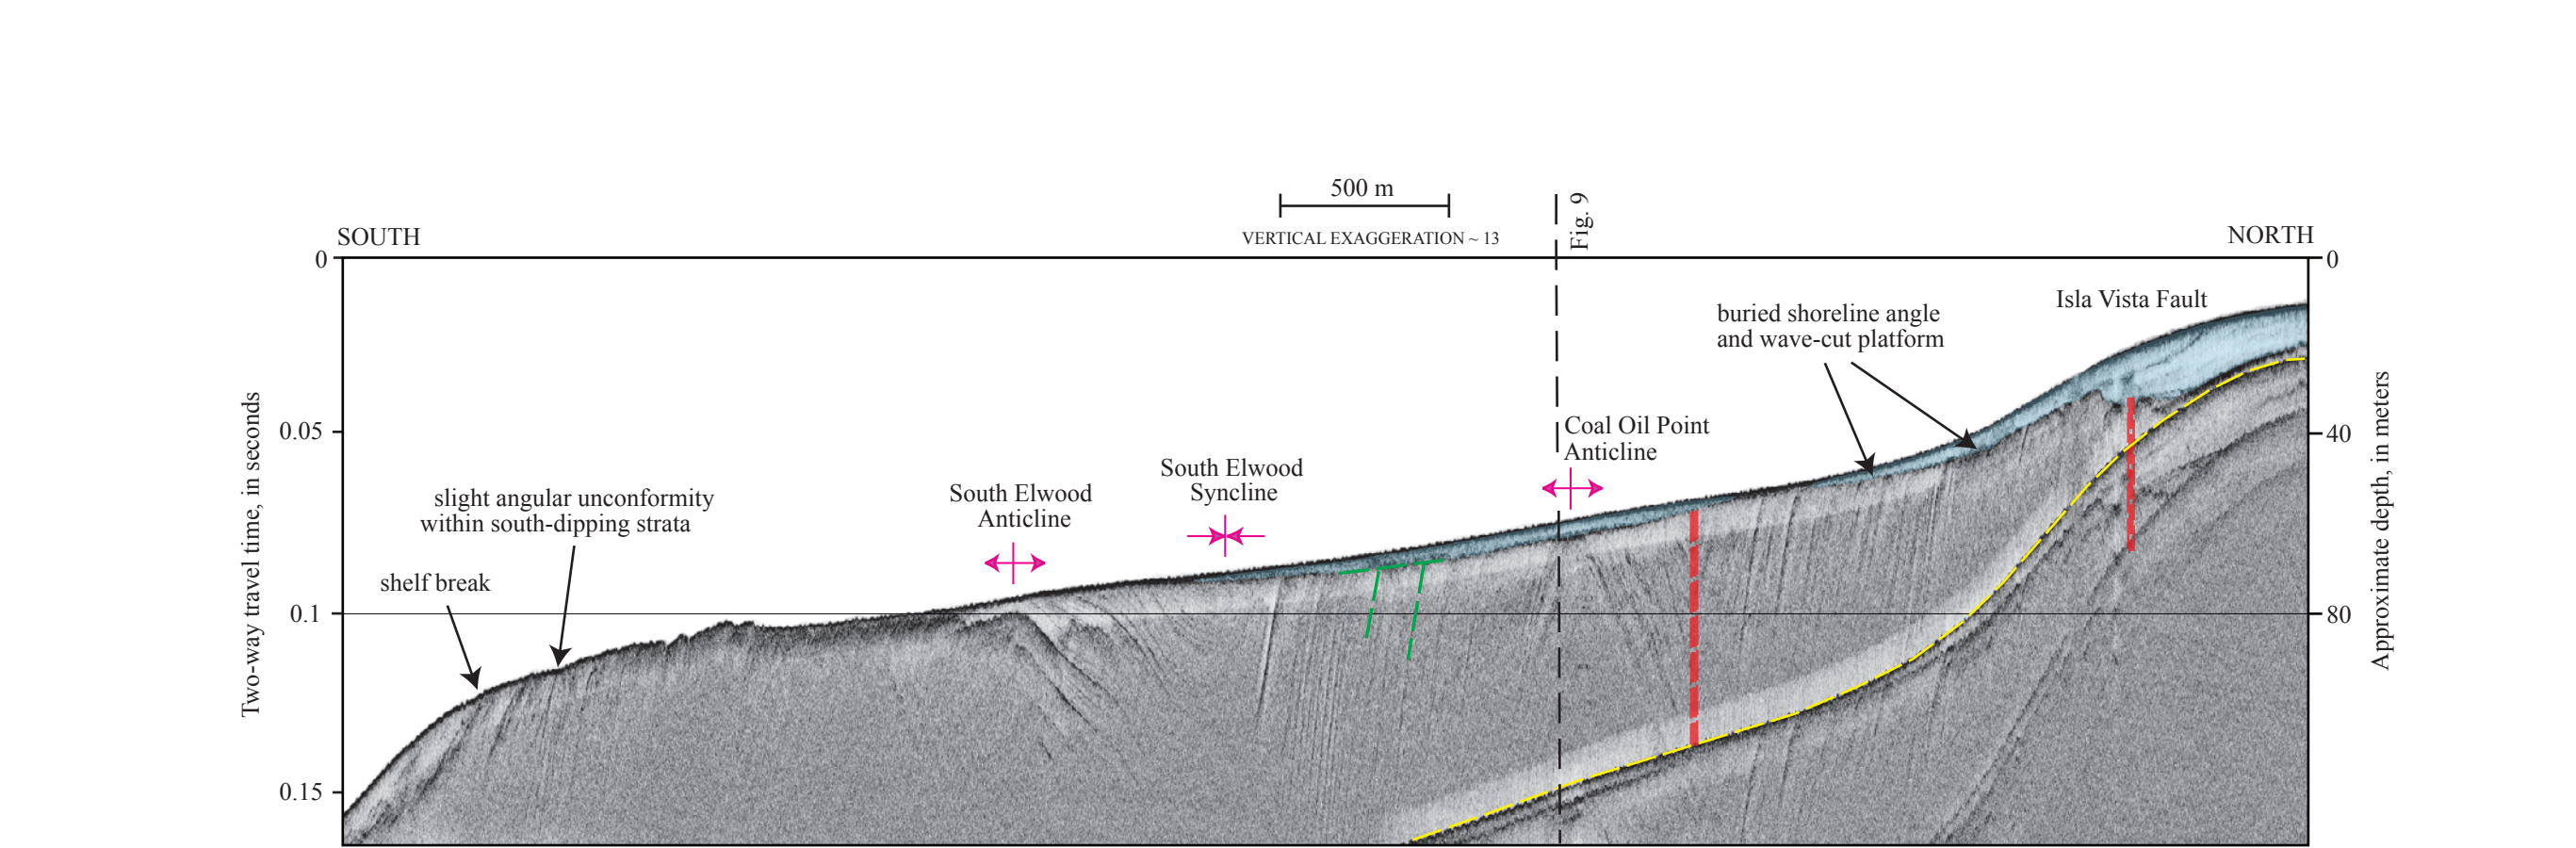 500 m
Fig. 9
VERTICAL EXAGGERATION ~ 13
SOUTH
NORTH
0
0
Isla Vista Fault
buried shoreline angle
and wave-cut platform
Two-way travel time, in seconds
Approximate depth, in meters
0.05
40
Coal Oil Point
Anticline
South Elwood
Syncline
South Elwood
Anticline
slight angular unconformity
within south-dipping strata
shelf break
0.1
80
0.15